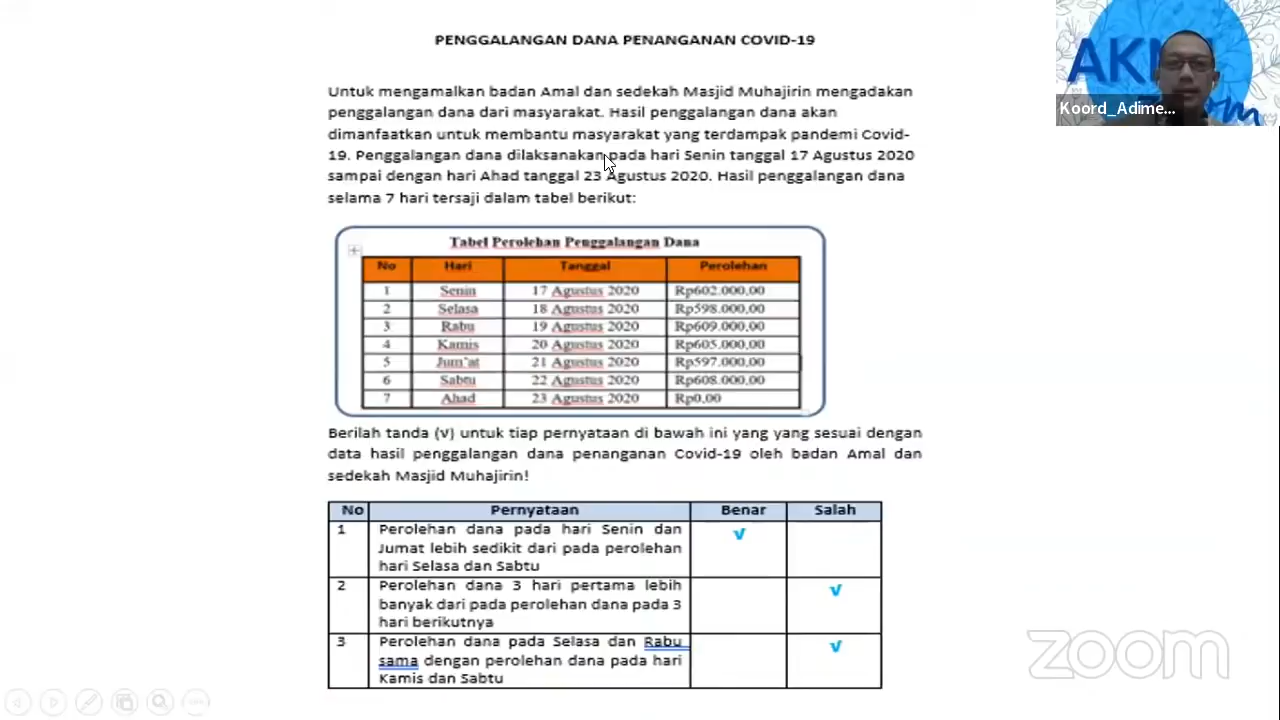 PENGGALANGAN DANA PENANGANAN COVID-19
AK
Koord_Adime...
m
Untuk mengamalkan badan Amal dan sedekah Masjid Muhajirin mengadakan
penggalangan dana dari masyarakat. Hasil penggalangan dana akan
dimanfaatkan untuk membantu masyarakat yang terdampak pandemi Covid-
19. Penggalangan dana dilaksanakan pada hari Senin tanggal 17 Agustus 2020
sampai dengan hari Ahad tanggal 23 Agustus 2020. Hasil penggalangan dana
selama 7 hari tersaji dalam tabel berikut:
Tabel Perolehan Penggalangan Dana
No Hari Tanggal Perolehan
1 Senin 17 Agustus 2020 Rp602.000,00
2 Selasa 18 Agustus 2020 Rp598.000,00
3 Rabu 19 Agustus 2020 Rp609.000,00
4 Kamis 20 Agustus 2020 Rp605.000,00
5 Jum'at 21 Agustus 2020 Rp597.000,00
6 Sabtu 22 Agustus 2020 Rp608.000,00
7 Ahad 23 Agustus 2020 Rp0,00
Berilah tanda (√) untuk tiap pernyataan di bawah ini yang yang sesuai dengan
data hasil penggalangan dana penanganan Covid-19 oleh badan Amal dan
sedekah Masjid Muhajirin!
No Pernyataan Benar Salah
1 Perolehan dana pada hari Senin dan √
Jumat lebih sedikit dari pada perolehan
hari Selasa dan Sabtu
2 Perolehan dana 3 hari pertama lebih √
banyak dari pada perolehan dana pada 3
hari berikutnya
3 Perolehan dana pada Selasa dan Rabu √
sama dengan perolehan dana pada hari
Kamis dan Sabtu
zoom